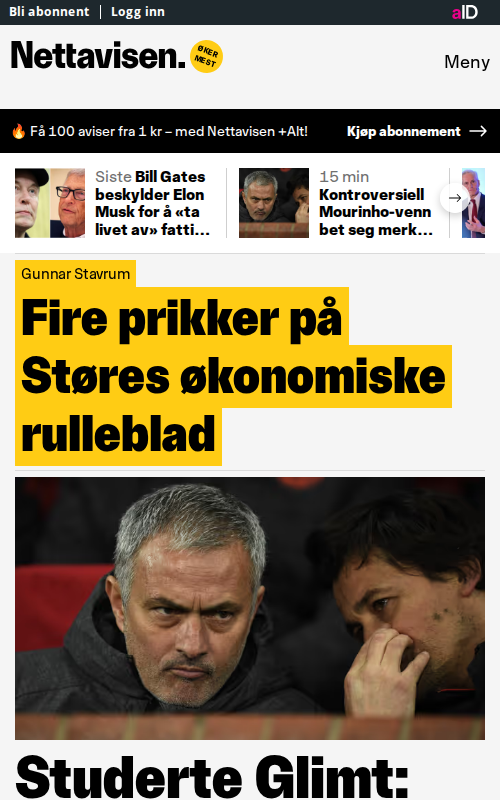 Bli abonnent
Logg inn
aID
Nettavisen.
ØKER
MEST
Meny
🔥 Få 100 aviser fra 1 kr – med Nettavisen +Alt!
Kjøp abonnement →
Siste Bill Gates
beskylder Elon
Musk for å «ta
livet av» fatti...
15 min
Kontroversiell
Mourinho-venn
bet seg merk...
Gunnar Stavrum
Fire prikker på
Støres økonomiske
rulleblad
Studerte Glimt: